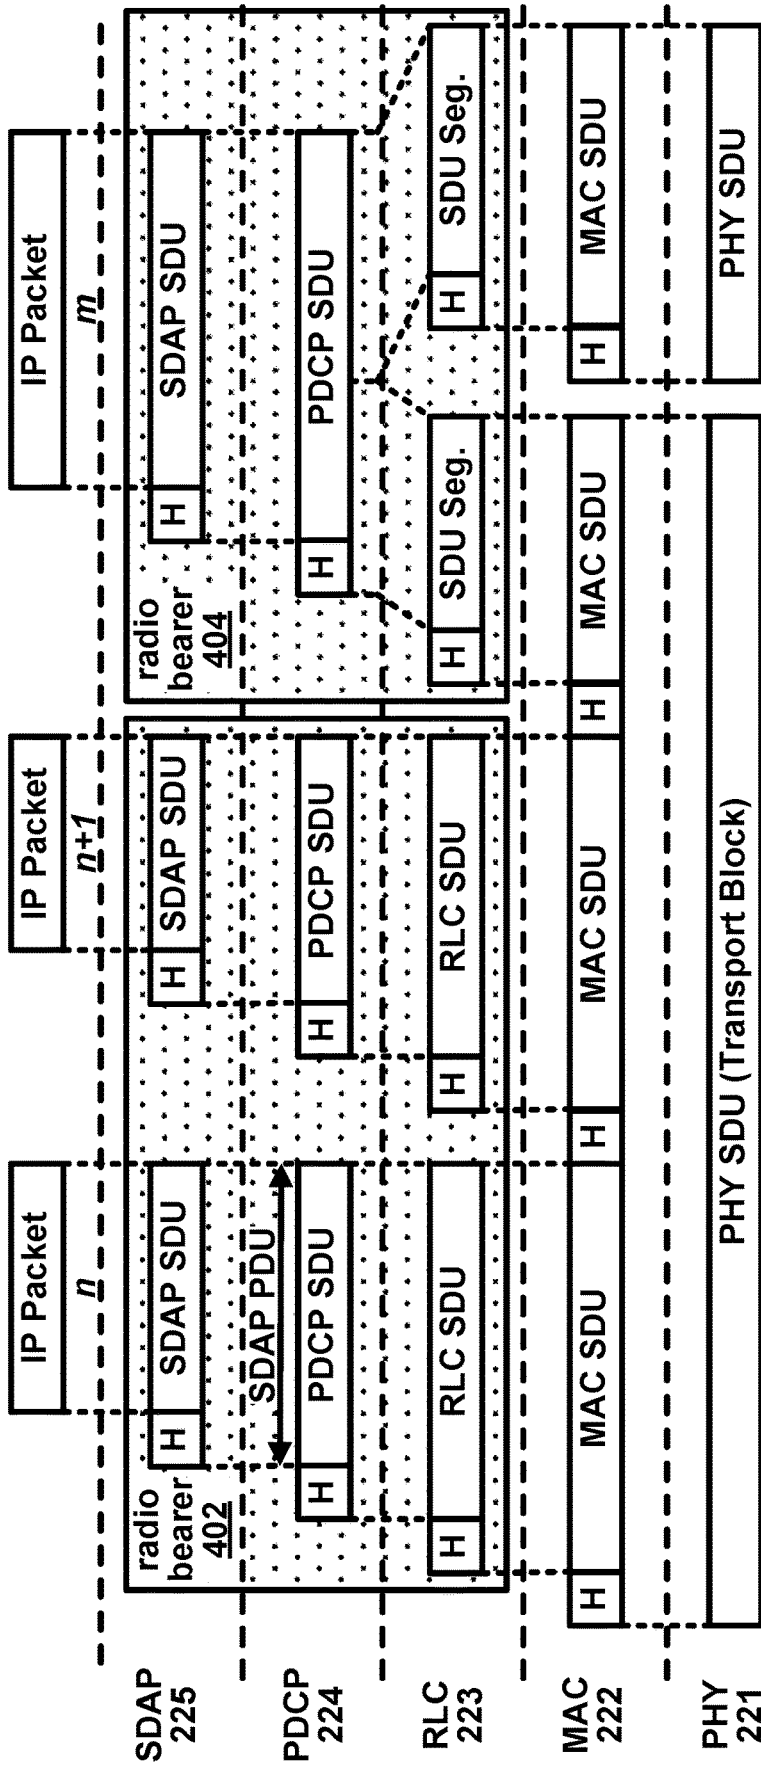 IP Packet
n
IP Packet
n+1
IP Packet
m
SDAP
225
radio
bearer
402
H
SDAP SDU
H
SDAP SDU
radio
bearer
404
H
SDAP SDU
SDAP PDU
PDCP
224
H
PDCP SDU
H
PDCP SDU
H
PDCP SDU
RLC
223
H
RLC SDU
H
RLC SDU
H
SDU Seg.
H
SDU Seg.
MAC
222
H
MAC SDU
H
MAC SDU
H
MAC SDU
H
MAC SDU
PHY
221
PHY SDU (Transport Block)
PHY SDU